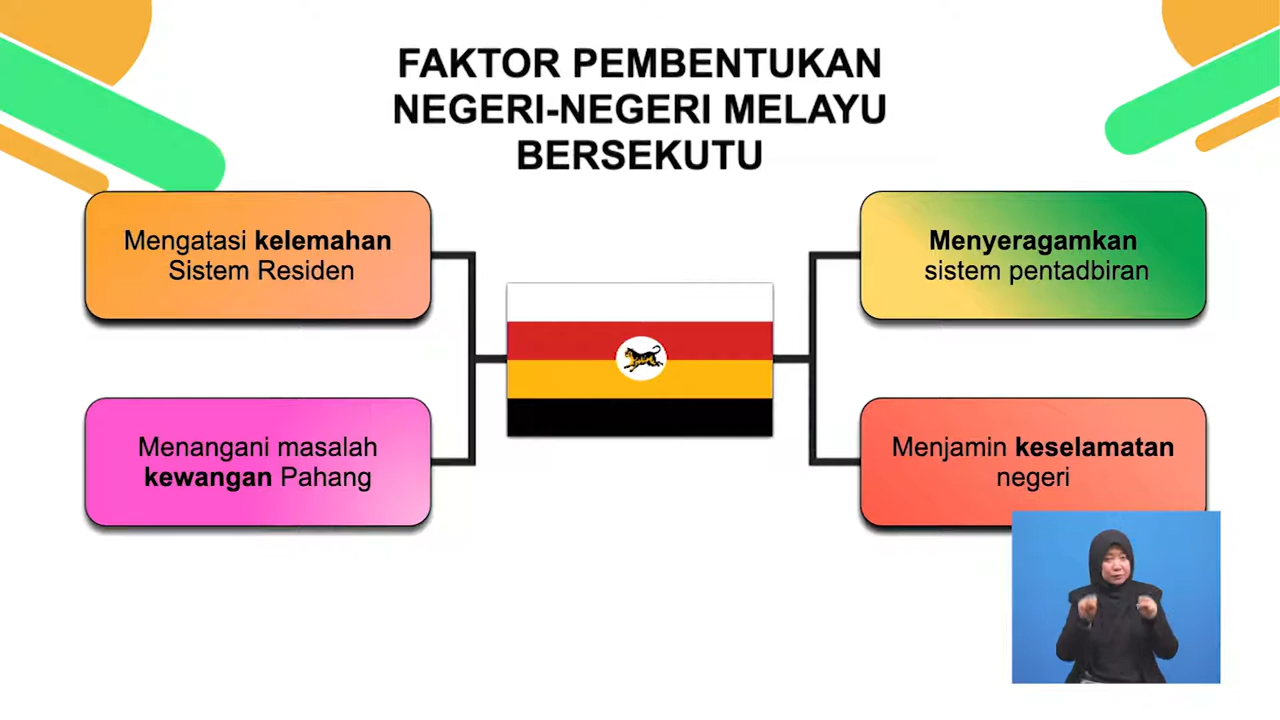 FAKTOR PEMBENTUKAN
NEGERI-NEGERI MELAYU
BERSEKUTU
Mengatasi kelemahan
Sistem Residen
Menangani masalah
kewangan Pahang
Menyeragamkan
sistem pentadbiran
Menjamin keselamatan
negeri